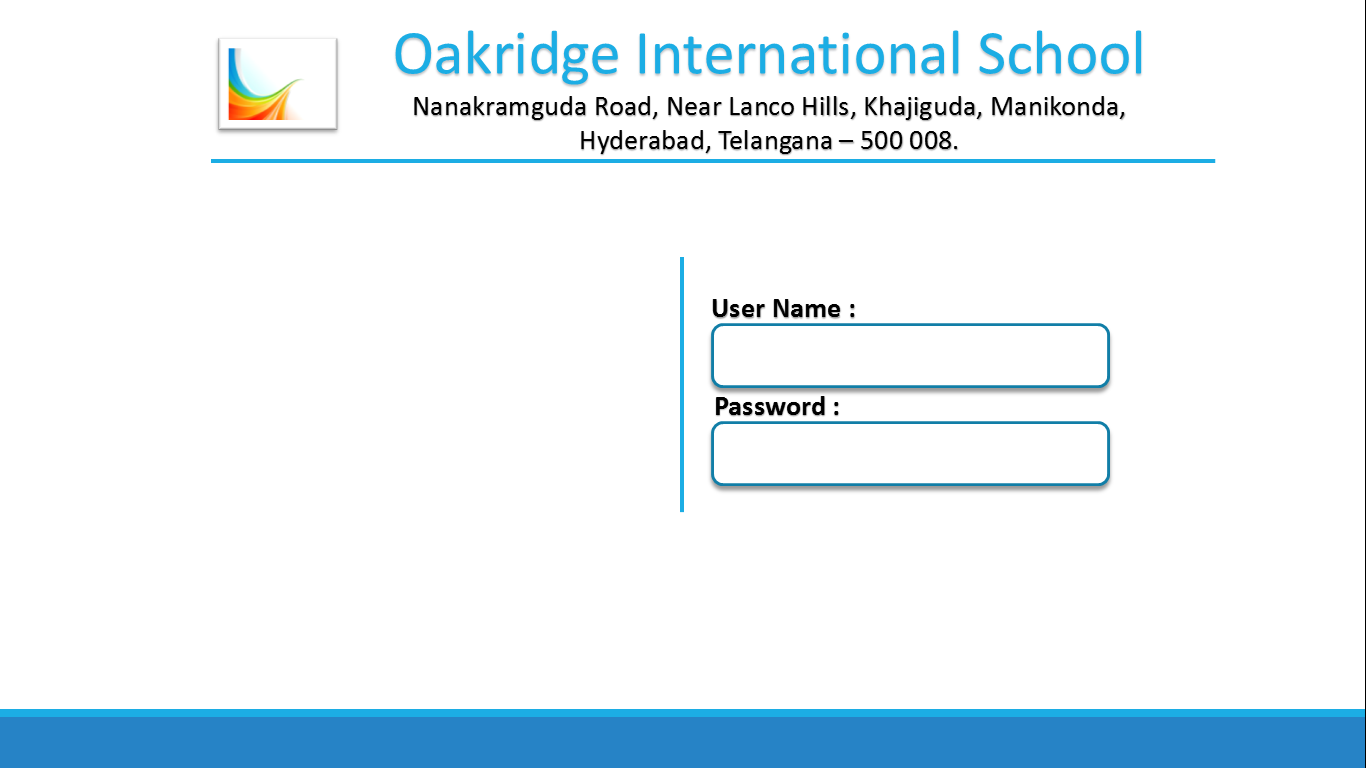 Oakridge International School
Nanakramguda Road, Near Lanco Hills, Khajiguda, Manikonda,
Hyderabad, Telangana – 500 008.
User Name :
Password :